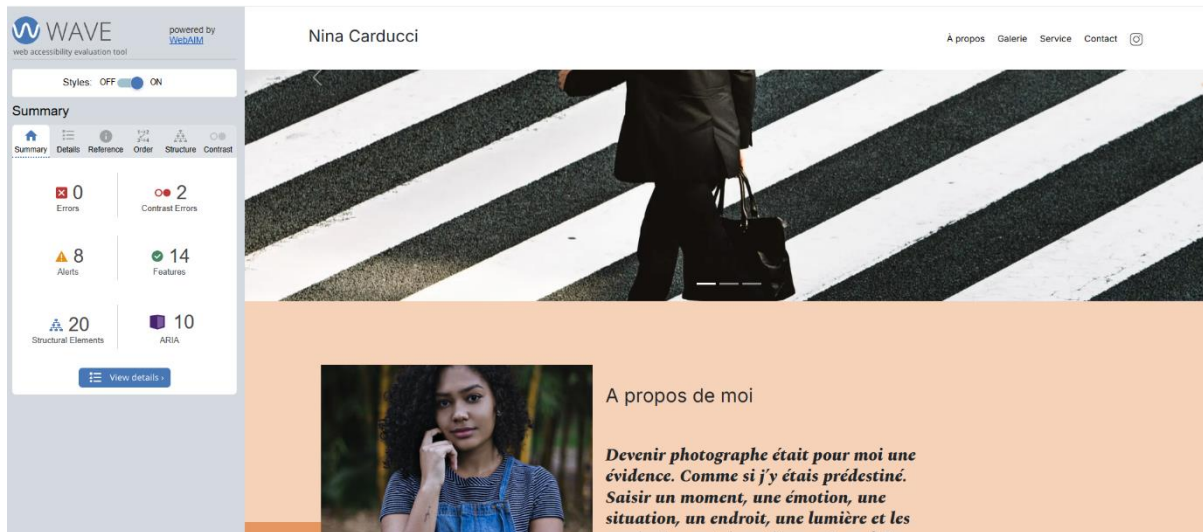 WAVE
powered by
WebAIM
web accessibility evaluation tool
Styles: OFF ON
Summary
Summary Details Reference Order Structure Contrast
0
Errors
2
Contrast Errors
8
Alerts
14
Features
20
Structural Elements
10
ARIA
View details ›
Nina Carducci
À propos Galerie Service Contact
A propos de moi
Devenir photographe était pour moi une
évidence. Comme si j'y étais prédestiné.
Saisir un moment, une émotion, une
situation, un endroit, une lumière et les